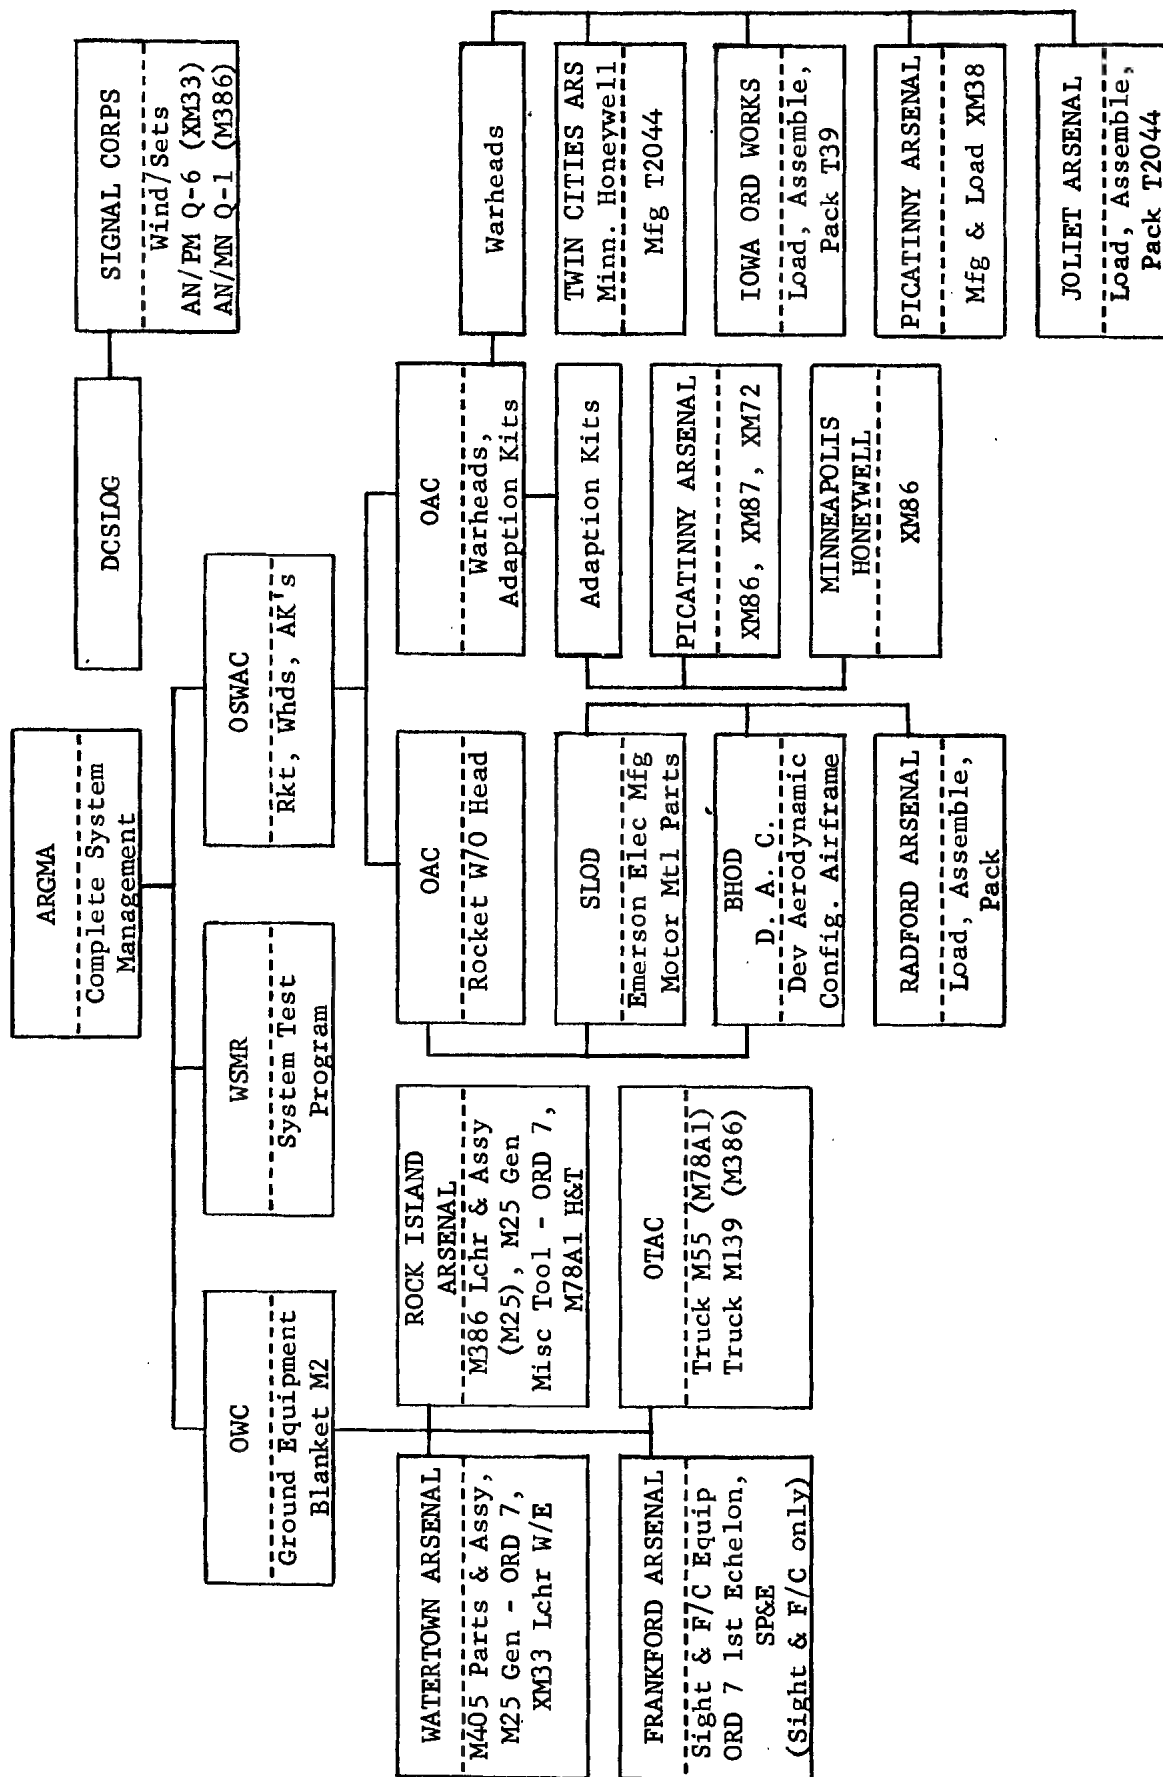 ARGMA
Complete System
Management
DCSLOG
SIGNAL CORPS
Wind/Sets
AN/PM Q-6 (XM33)
AN/MN Q-1 (M386)
OWC
Ground Equipment
Blanket M2
WSMR
System Test
Program
OSWAC
Rkt, Whds, AK's
WATERTOWN ARSENAL
M405 Parts & Assy,
M25 Gen - ORD 7,
XM33 Lchr W/E
ROCK ISLAND
ARSENAL
M386 Lchr & Assy
(M25), M25 Gen
Misc Tool - ORD 7,
M78A1 H&T
FRANKFORD ARSENAL
Sight & F/C Equip
ORD 7 1st Echelon,
SP&E
(Sight & F/C only)
OTAC
Truck M55 (M78A1)
Truck M139 (M386)
OAC
Rocket W/O Head
SLOD
Emerson Elec Mfg
Motor Mtl Parts
BHOD
D. A. C.
Dev Aerodynamic
Config. Airframe
RADFORD ARSENAL
Load, Assemble,
Pack
OAC
Warheads,
Adaption Kits
Adaption Kits
PICATINNY ARSENAL
XM86, XM87, XM72
MINNEAPOLIS
HONEYWELL
XM86
Warheads
TWIN CITIES ARS
Minn. Honeywell
Mfg T2044
IOWA ORD WORKS
Load, Assemble,
Pack T39
PICATINNY ARSENAL
Mfg & Load XM38
JOLIET ARSENAL
Load, Assemble,
Pack T2044